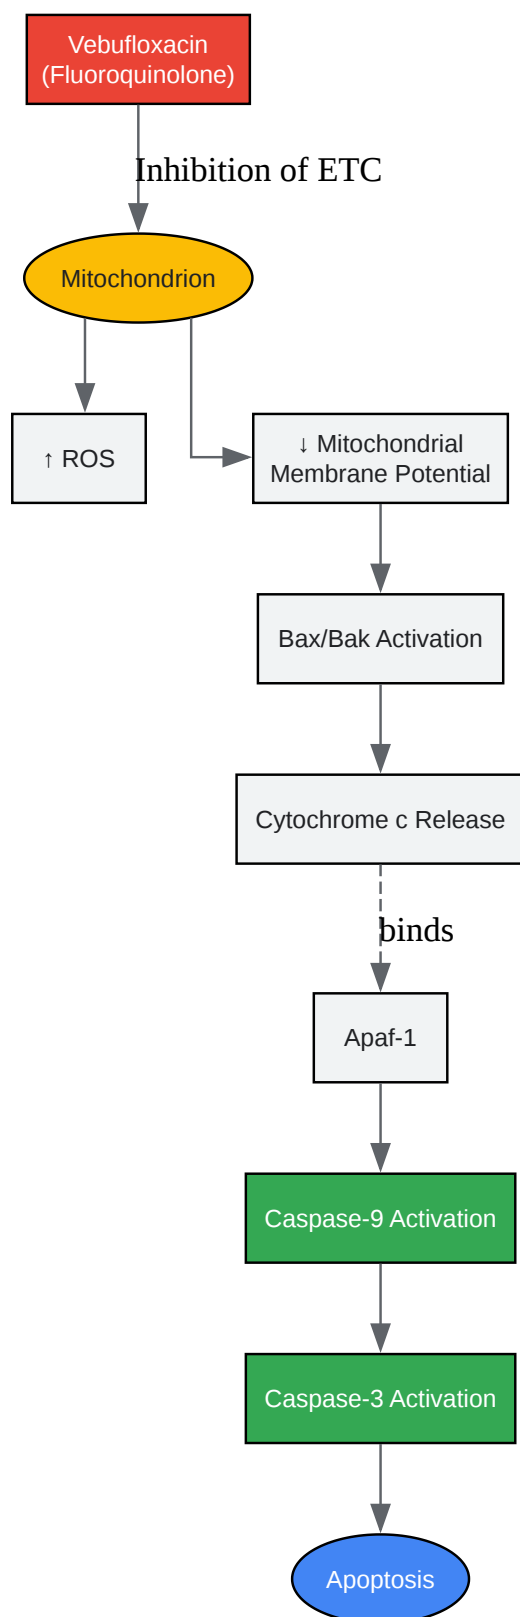 Vebufloxacin
(Fluoroquinolone)
Inhibition of ETC
Mitochondrion
↑ ROS
↓ Mitochondrial
Membrane Potential
Bax/Bak Activation
Cytochrome c Release
binds
Apaf-1
Caspase-9 Activation
Caspase-3 Activation
Apoptosis